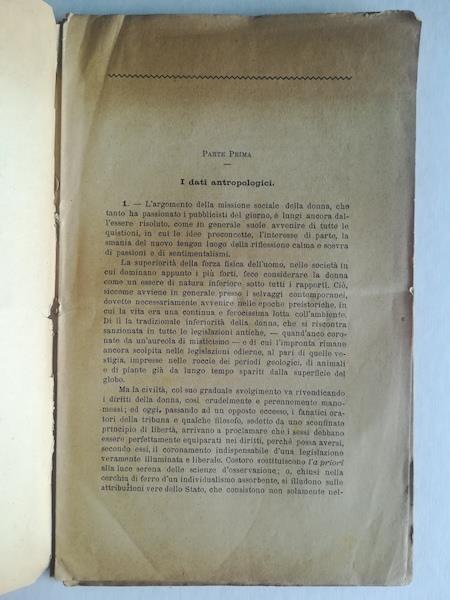 PARTE PRIMA
I dati antropologici.
1. — L'argomento della missione sociale della donna, che
tanto ha passionato i pubblicisti del giorno, è lungi ancora dal-
l'essere risoluto, come in generale suole avvenire di tutte le
quistioni, in cui le idee preconcette, l'interesse di parte, la
smania del nuovo tengan luogo della riflessione calma e scevra
di passioni e di sentimentalismi.
La superiorità della forza fisica dell'uomo, nelle società in
cui dominano appunto i più forti, fece considerare la donna
come un essere di natura inferiore sotto tutti i rapporti. Ciò,
siccome avviene in generale presso i selvaggi contemporanei,
dovette necessariamente avvenire nelle epoche preistoriche, in
cui la vita era una continua e ferocissima lotta coll'ambiente.
Di lì la tradizionale inferiorità della donna, che si riscontra
sanzionata in tutte le legislazioni antiche, — quand'anco coro-
nate da un'aureola di misticismo — e di cui l'impronta rimane
ancora scolpita nelle legislazioni odierne, al pari di quelle ve-
stigia, impresse nelle roccie dei periodi geologici, di animali
e di piante già da lungo tempo spariti dalla superficie del
globo.
Ma la civiltà, col suo graduale svolgimento va rivendicando
i diritti della donna, così crudelmente e perennemente mano-
messi; ed oggi, passando ad un opposto eccesso, i fanatici ora-
tori della tribuna e qualche filosofo, sedotto da uno sconfinato
principio di libertà, arrivano a proclamare che i sessi debbano
essere perfettamente equiparati nei diritti, perchè possa aversi,
secondo essi, il coronamento indispensabile d'una legislazione
veramente illuminata e liberale. Costoro sostituiscono l'a priori
alla luce serena delle scienze d'osservazione; o, chiusi nella
cerchia di ferro d'un individualismo assorbente, si illudono sulle
attribuzioni vere dello Stato, che consistono non solamente nel-